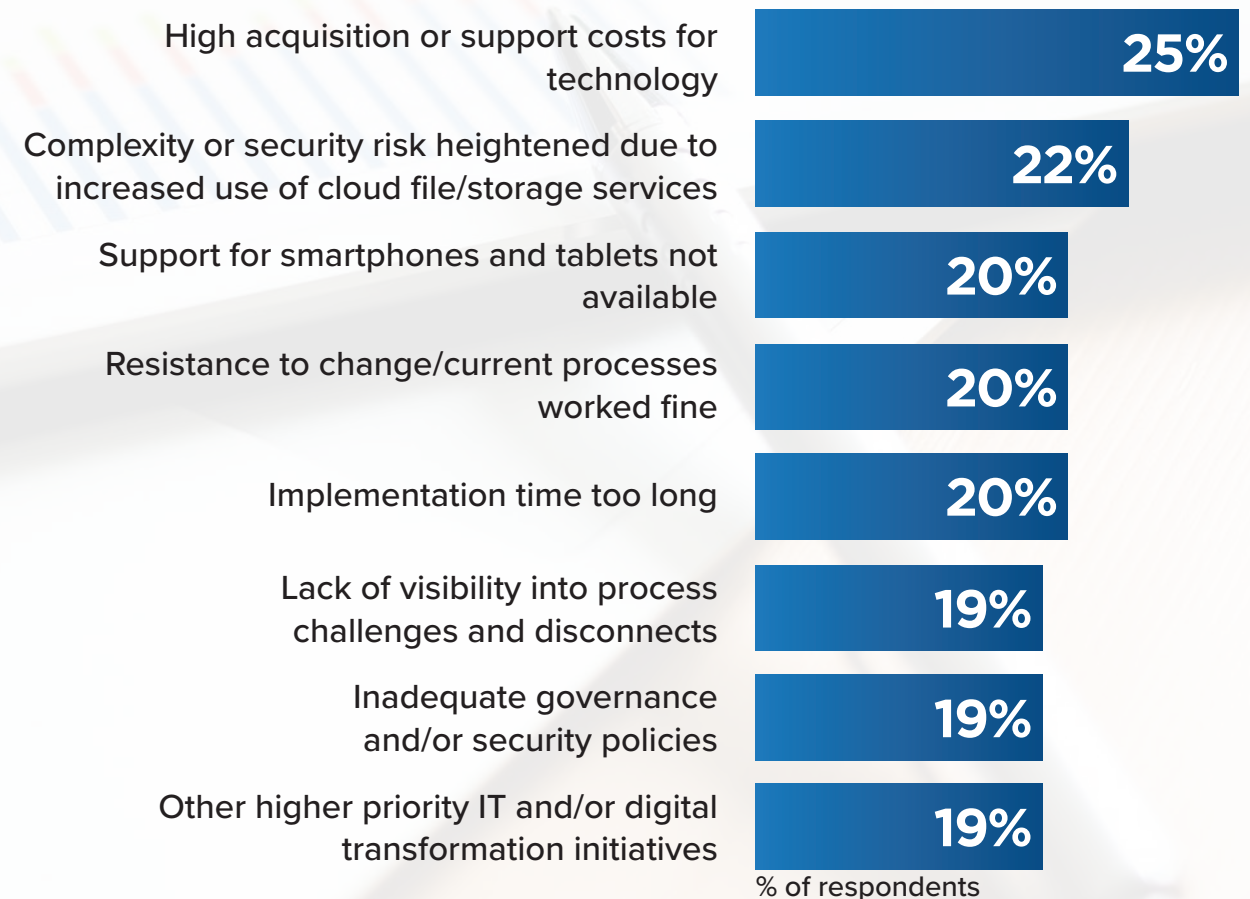 High acquisition or support costs for
technology
25%
Complexity or security risk heightened due to
increased use of cloud file/storage services
22%
Support for smartphones and tablets not
available
20%
Resistance to change/current processes
worked fine
20%
Implementation time too long
20%
Lack of visibility into process
challenges and disconnects
19%
Inadequate governance
and/or security policies
19%
Other higher priority IT and/or digital
transformation initiatives
19%
% of respondents